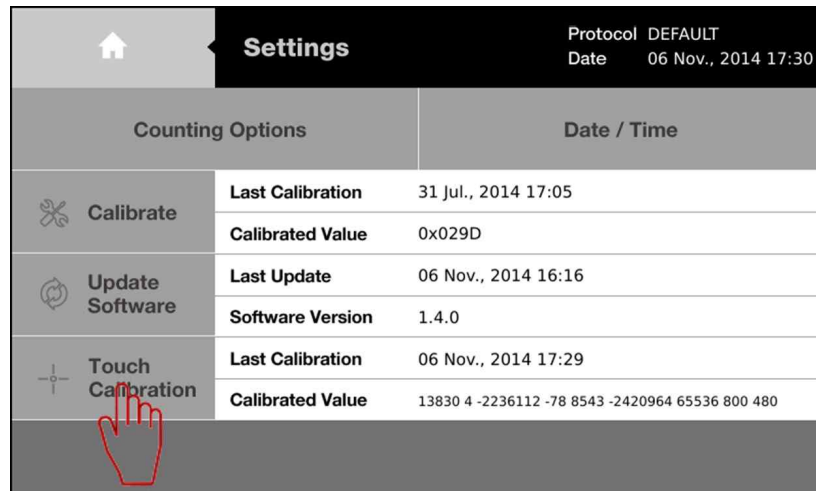 Settings
Protocol DEFAULT
Date 06 Nov., 2014 17:30
Counting Options
Date / Time
Calibrate
Last Calibration 31 Jul., 2014 17:05
Calibrated Value 0x029D
Update
Software
Last Update 06 Nov., 2014 16:16
Software Version 1.4.0
Touch
Calibration
Last Calibration 06 Nov., 2014 17:29
Calibrated Value 13830 4 -2236112 -78 8543 -2420964 65536 800 480